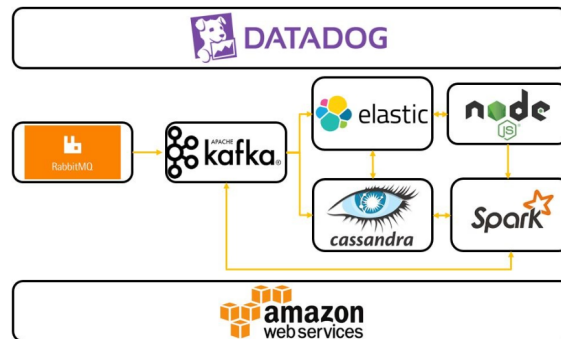 DATADOG
RabbitMQ
APACHE
kafka®
elastic
node
JS
cassandra
Spark
amazon
web services